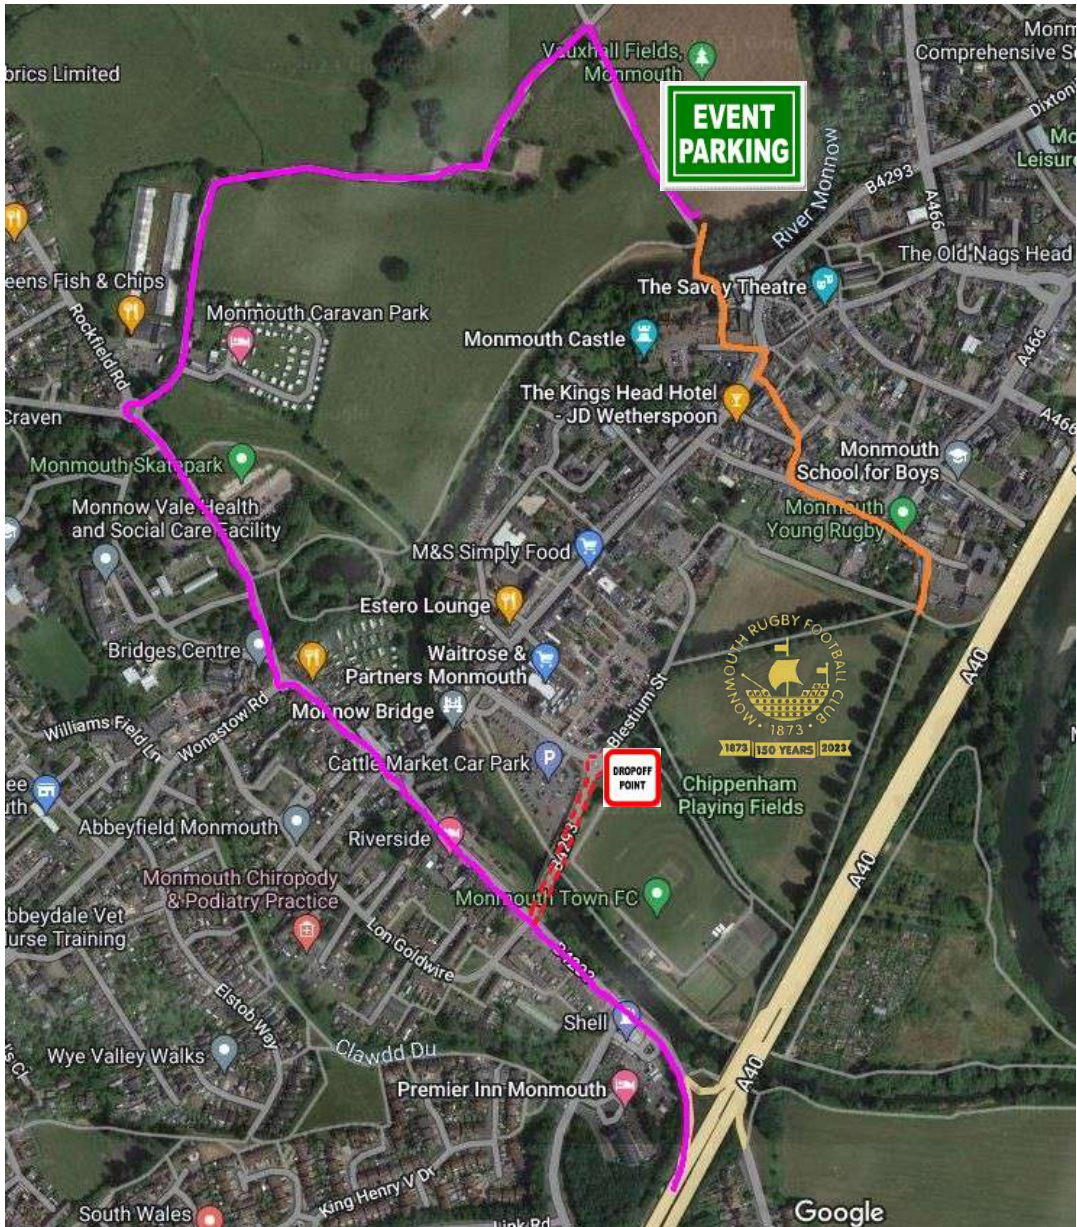 Vauxhall Fields,
Monmouth
Comprehensive
brics Limited
EVENT
PARKING
River Monnow
B4293
A466
The Old Nags Head
eens Fish & Chips
The Savoy Theatre
Monmouth Caravan Park
Rockfield Rd
Monmouth Castle
A466
The Kings Head Hotel
- JD Wetherspoon
A466
Craven
Monmouth
School for Boys
Monmouth Skatepark
Monnow Vale Health
and Social Care Facility
Monmouth
Young Rugby
M&S Simply Food
Estero Lounge
MONMOUTH RUGBY FOOTBALL CLUB
• 1873 •
1873 150 YEARS 2023
Bridges Centre
Waitrose &
Partners Monmouth
A40
Blestium St
Monnow Bridge
Williams Field Ln
Wonastow Rd
Cattle Market Car Park
P
DROPOFF
POINT
Chippenham
Playing Fields
Abbeyfield Monmouth
Riverside
B4293
A40
Monmouth Chiropody
& Podiatry Practice
Monmouth Town FC
bbeydale Vet
urse Training
Lon Goldwire
B4293
Elstob Way
Shell
Wye Valley Walks
Clawdd Du
A40
Premier Inn Monmouth
King Henry V Dr
South Wales
Link Rd
Google